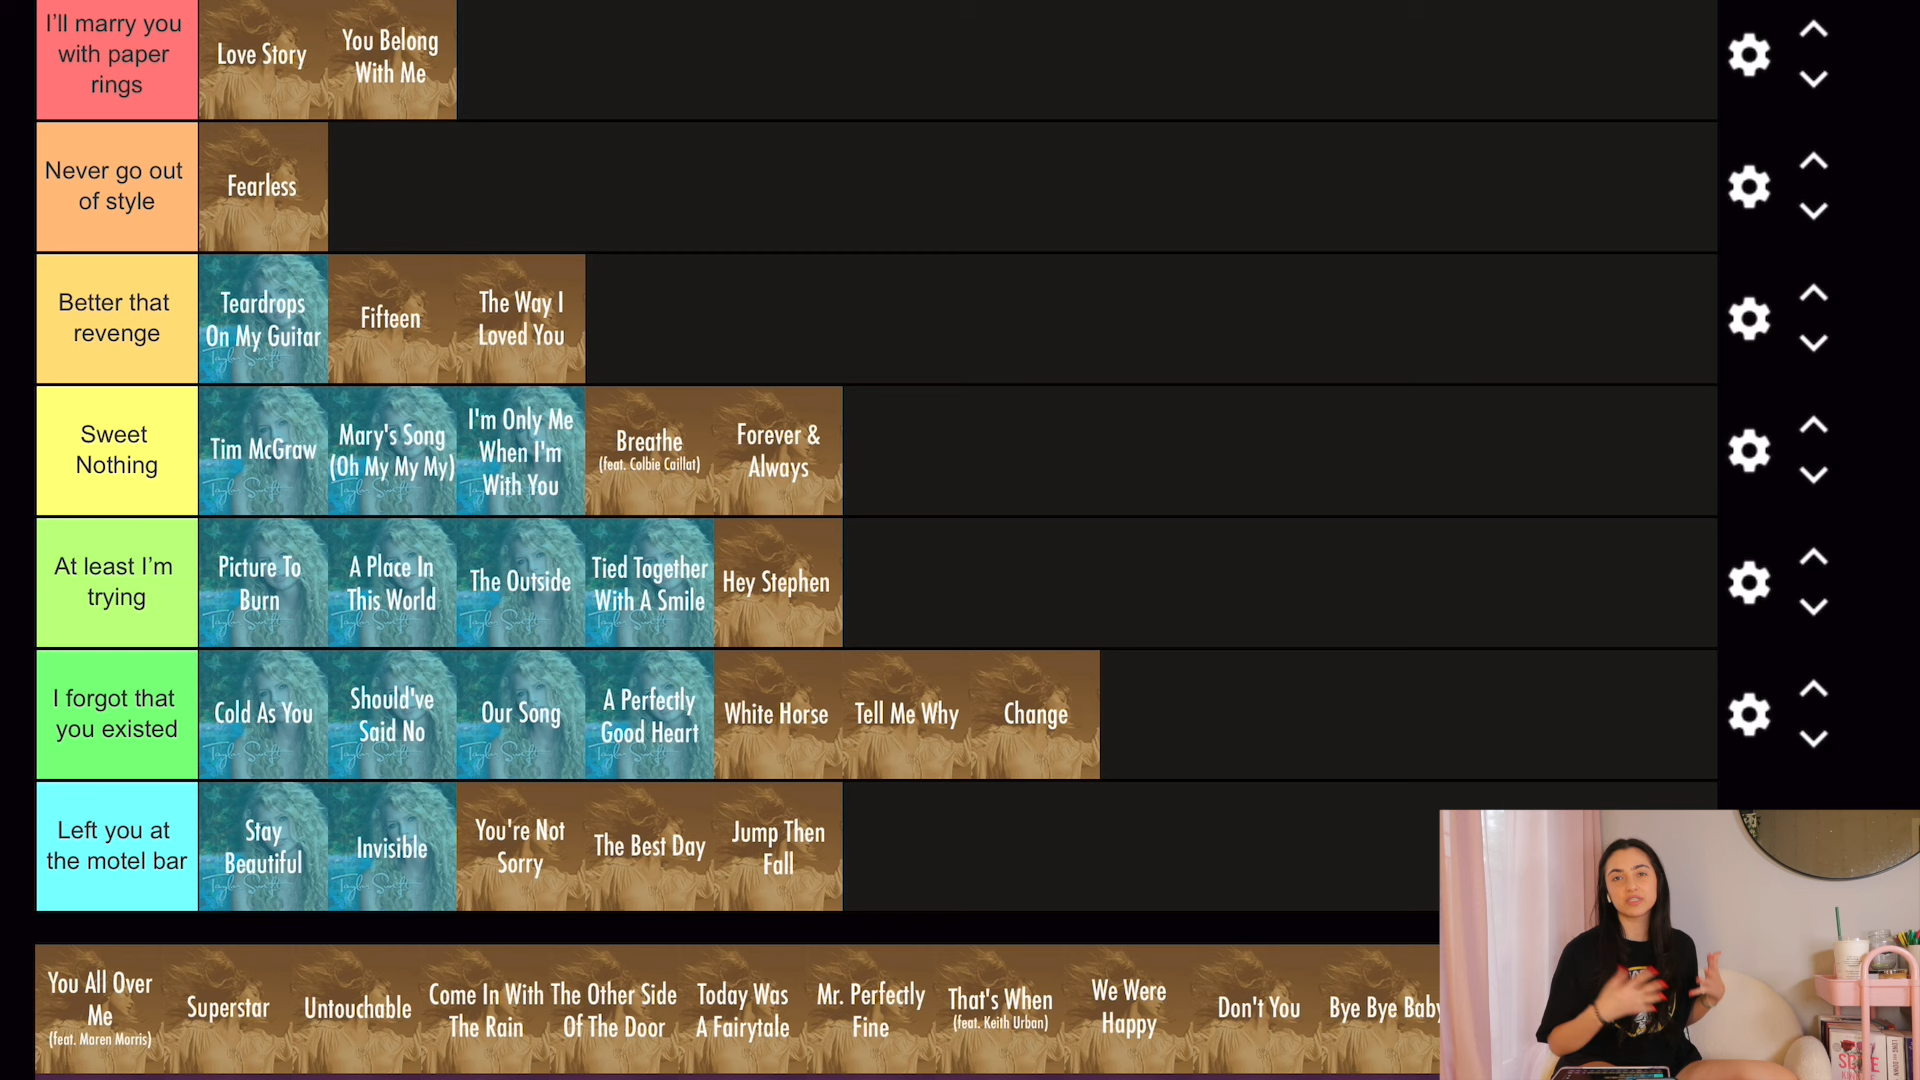 I'll marry you
with paper
rings
Love Story
You Belong
With Me
Never go out
of style
Fearless
Better that
revenge
Teardrops
On My Guitar
Fifteen
The Way I
Loved You
Sweet
Nothing
Tim McGraw
Mary's Song
(Oh My My My)
I'm Only Me
When I'm
With You
Breathe
(feat. Colbie Caillat)
Forever &
Always
At least I'm
trying
Picture To
Burn
A Place In
This World
The Outside
Tied Together
With A Smile
Hey Stephen
I forgot that
you existed
Cold As You
Should've
Said No
Our Song
A Perfectly
Good Heart
White Horse
Tell Me Why
Change
Left you at
the motel bar
Stay
Beautiful
Invisible
You're Not
Sorry
The Best Day
Jump Then
Fall
You All Over
Me
(feat. Maren Morris)
Superstar
Untouchable
Come In With
The Rain
The Other Side
Of The Door
Today Was
A Fairytale
Mr. Perfectly
Fine
That's When
(feat. Keith Urban)
We Were
Happy
Don't You
Bye Bye Baby